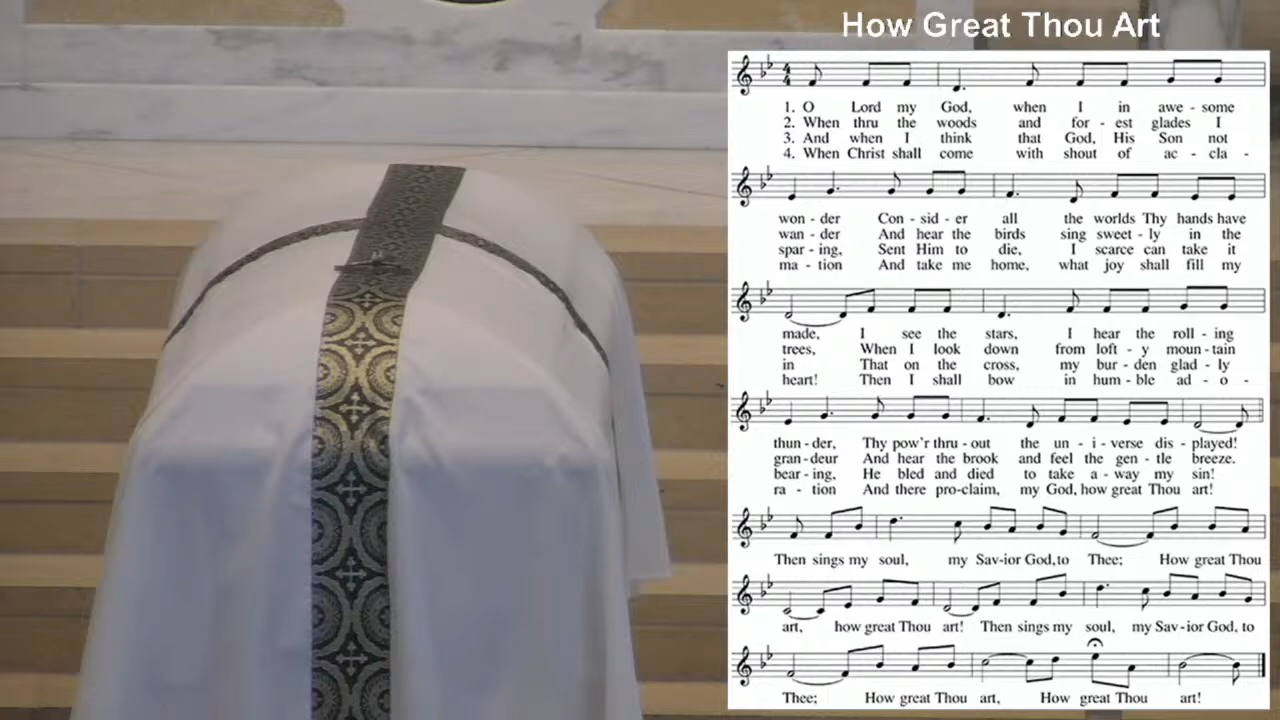 How Great Thou Art
1. O Lord my God, when I in awe - some
2. When thru the woods and for - est glades I
3. And when I think that God, His Son not
4. When Christ shall come with shout of ac - cla -
won - der Con - sid - er all the worlds Thy hands have
wan - der And hear the birds sing sweet - ly in the
spar - ing, Sent Him to die, I scarce can take it
ma - tion And take me home, what joy shall fill my
made, I see the stars, I hear the roll - ing
trees, When I look down from loft - y moun - tain
in That on the cross, my bur - den glad - ly
heart! Then I shall bow in hum - ble ad - o -
thun - der, Thy pow'r thru - out the un - i - verse dis - played!
gran - deur And hear the brook and feel the gen - tle breeze.
bear - ing, He bled and died to take a - way my sin!
ra - tion And there pro - claim, my God, how great Thou art!
Then sings my soul, my Sav - ior God, to Thee; How great Thou
art, how great Thou art! Then sings my soul, my Sav - ior God, to
Thee; How great Thou art, How great Thou art!